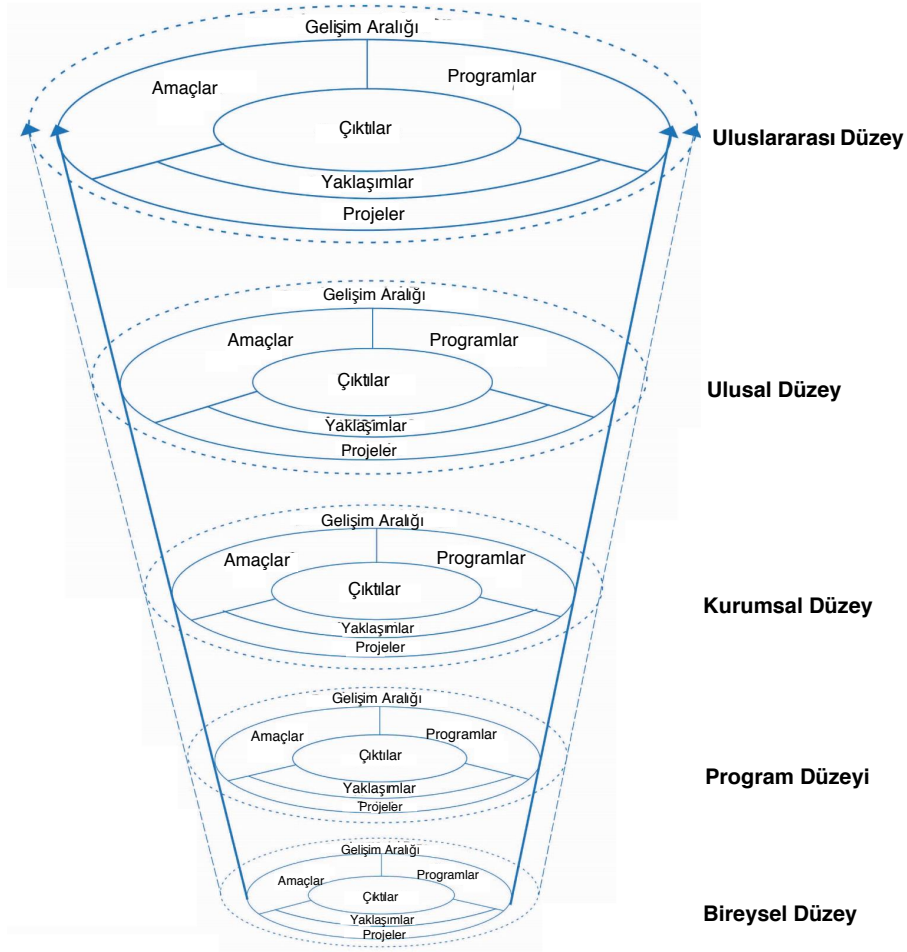 Gelişim Aralığı
Amaçlar
Programlar
Çıktılar
Uluslararası Düzey
Yaklaşımlar
Projeler
Gelişim Aralığı
Amaçlar
Programlar
Çıktılar
Ulusal Düzey
Yaklaşımlar
Projeler
Gelişim Aralığı
Amaçlar
Programlar
Çıktılar
Kurumsal Düzey
Yaklaşımlar
Projeler
Gelişim Aralığı
Amaçlar
Programlar
Çıktılar
Program Düzeyi
Yaklaşımlar
Projeler
Gelişim Aralığı
Amaçlar
Programlar
Çıktılar
Bireysel Düzey
Yaklaşımlar
Projeler